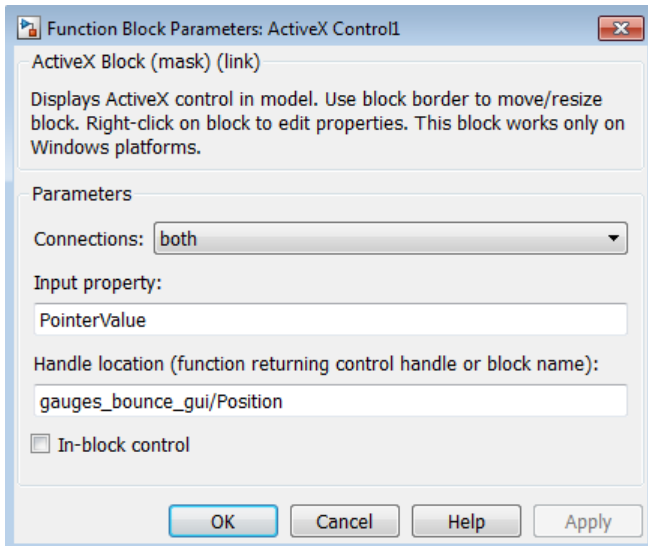 Function Block Parameters: ActiveX Control1
ActiveX Block (mask) (link)
Displays ActiveX control in model. Use block border to move/resize
block. Right-click on block to edit properties. This block works only on
Windows platforms.
Parameters
Connections: both
Input property:
PointerValue
Handle location (function returning control handle or block name):
gauges_bounce_gui/Position
In-block control
OK Cancel Help Apply